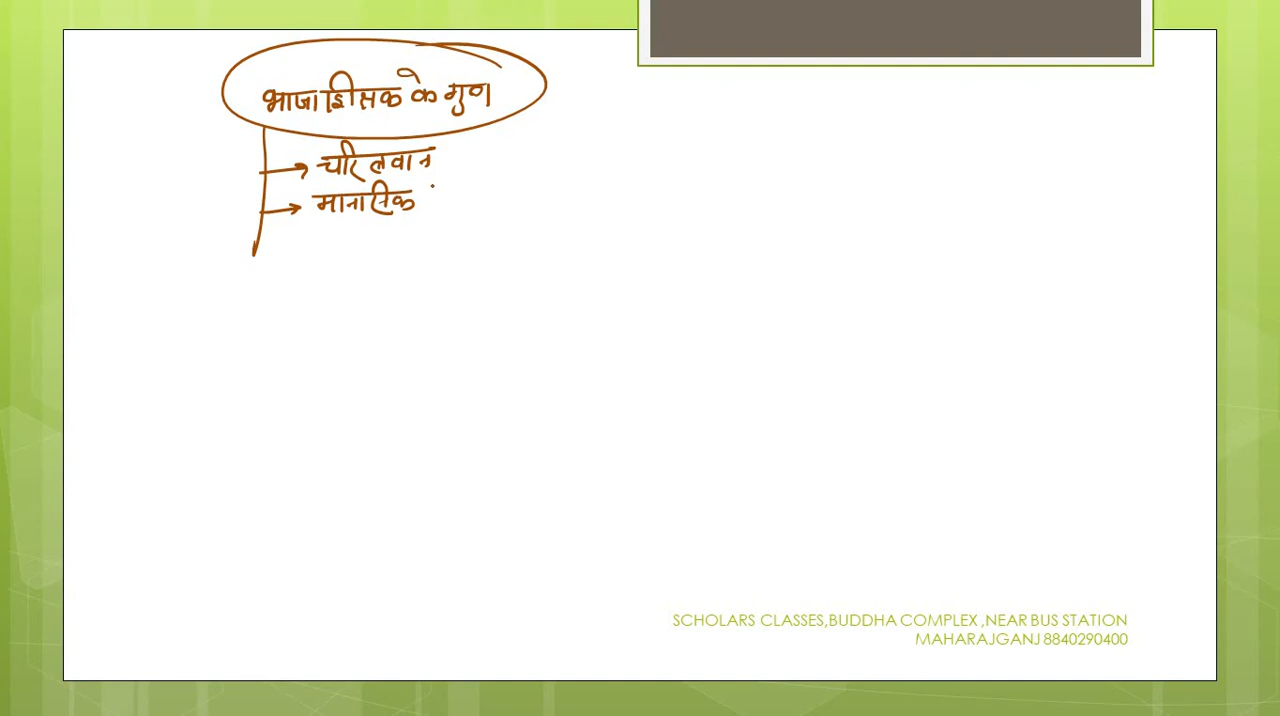 भाषा शिक्षक के गुण
चरित्रवान
मानसिक
SCHOLARS CLASSES,BUDDHA COMPLEX ,NEAR BUS STATION
MAHARAJGANJ 8840290400